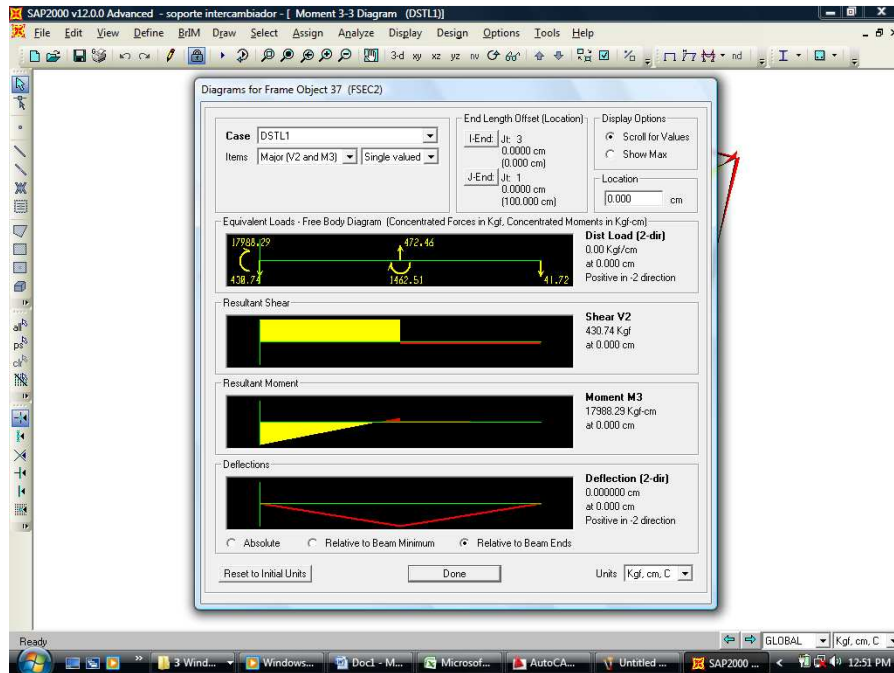 SAP2000 v12.0.0 Advanced - soporte intercambiador - [ Moment 3-3 Diagram (DSTL1)]
File Edit View Define BrIM Draw Select Assign Analyze Display Design Options Tools Help
3-d xy xz yz nv nd
Diagrams for Frame Object 37 (FSEC2)
Case DSTL1
Items Major (V2 and M3) Single valued
End Length Offset (Location)
I-End: Jt: 3
0.0000 cm
(0.000 cm)
J-End: Jt: 1
0.0000 cm
(100.000 cm)
Display Options
Scroll for Values
Show Max
Location
0.000 cm
Equivalent Loads - Free Body Diagram (Concentrated Forces in Kgf, Concentrated Moments in Kgf-cm)
17988.29 472.46
430.74 1462.51 41.72
Dist Load (2-dir)
0.00 Kgf/cm
at 0.000 cm
Positive in -2 direction
Resultant Shear
Shear V2
430.74 Kgf
at 0.000 cm
Resultant Moment
Moment M3
17988.29 Kgf-cm
at 0.000 cm
Deflections
Deflection (2-dir)
0.000000 cm
at 0.000 cm
Positive in -2 direction
Absolute Relative to Beam Minimum Relative to Beam Ends
Reset to Initial Units Done Units Kgf, cm, C
Ready GLOBAL Kgf, cm, C
3 Wind... Windows... Doc1 - M... Microsof... AutoCA... Untitled ... SAP2000 ... 12:51 PM